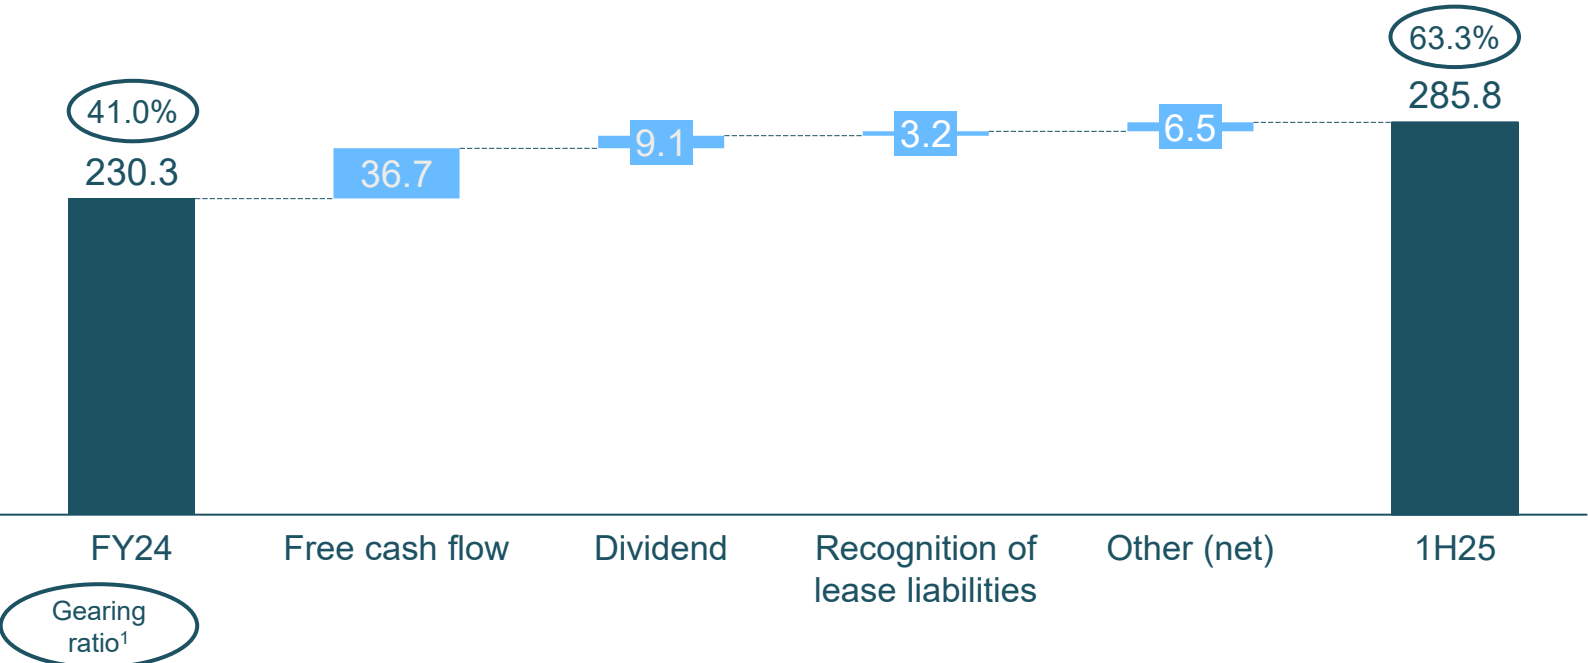 63.3%
285.8
41.0%
230.3
36.7
9.1
3.2
6.5
FY24
Free cash flow
Dividend
Recognition of
lease liabilities
Other (net)
1H25
Gearing
ratio¹